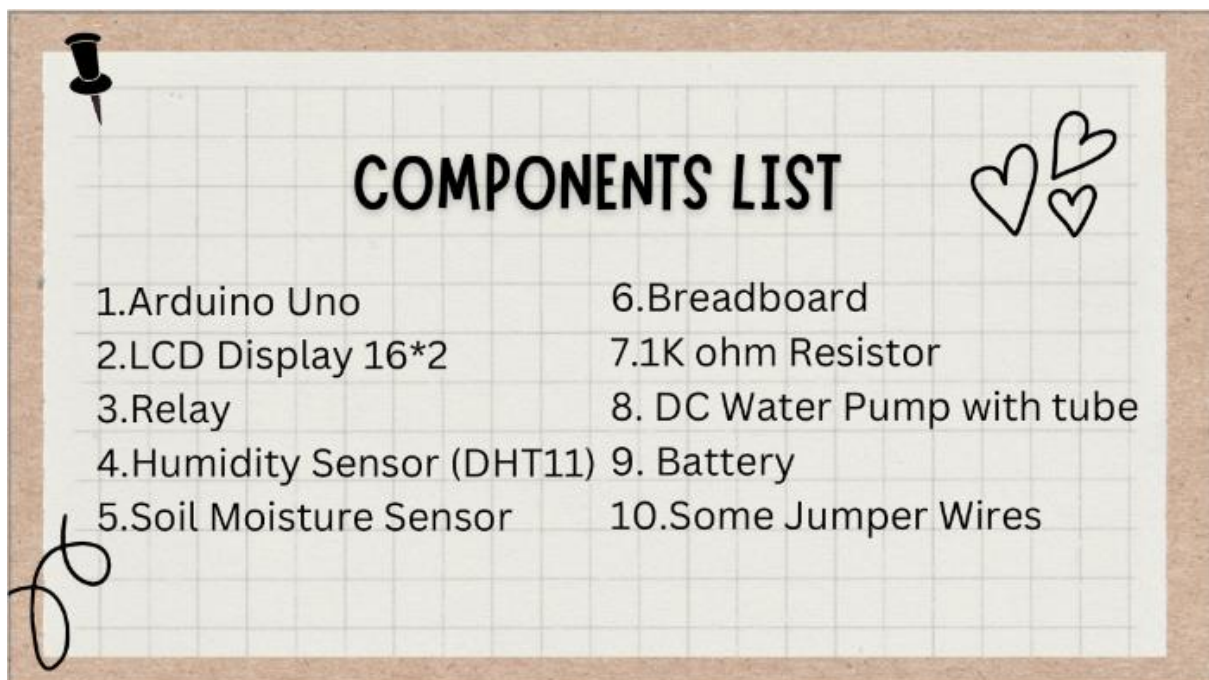 COMPONENTS LIST
1.Arduino Uno
2.LCD Display 16*2
3.Relay
4.Humidity Sensor (DHT11)
5.Soil Moisture Sensor
6.Breadboard
7.1K ohm Resistor
8. DC Water Pump with tube
9. Battery
10.Some Jumper Wires